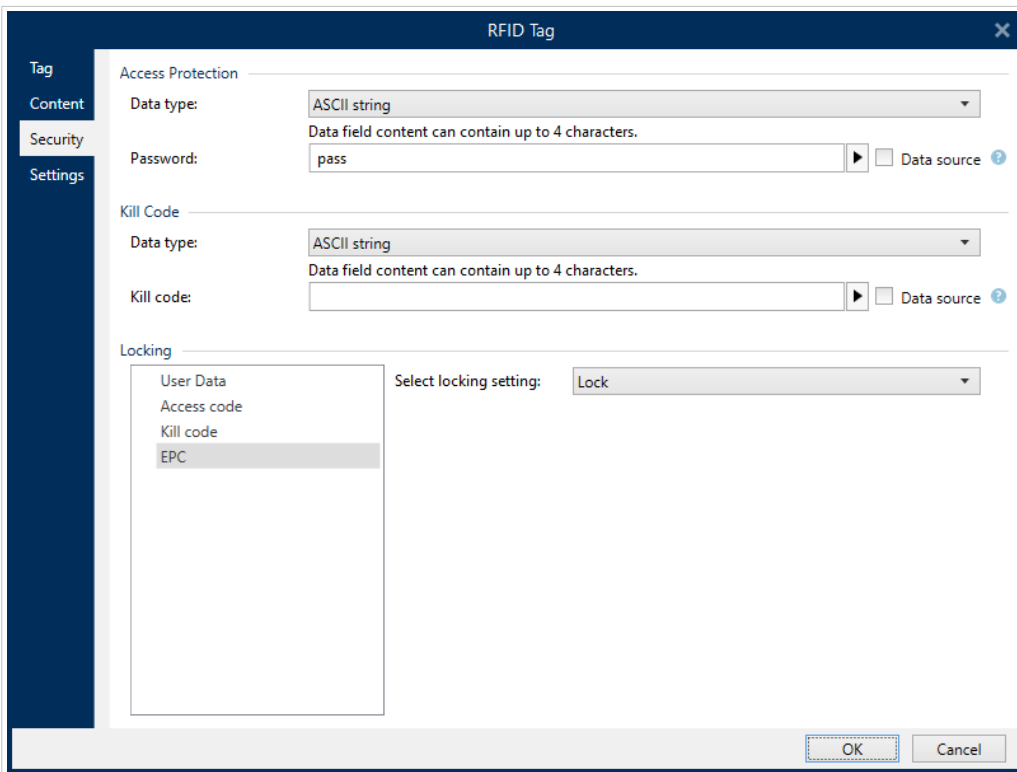 RFID Tag
Tag
Content
Security
Settings
Access Protection
Data type: ASCII string
Data field content can contain up to 4 characters.
Password: pass Data source ?
Kill Code
Data type: ASCII string
Data field content can contain up to 4 characters.
Kill code: Data source ?
Locking
User Data Select locking setting: Lock
Access code
Kill code
EPC
OK Cancel